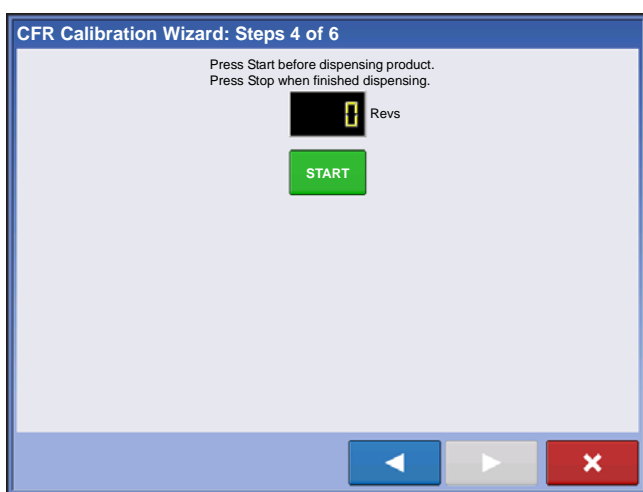 CFR Calibration Wizard: Steps 4 of 6
Press Start before dispensing product.
Press Stop when finished dispensing.
0 Revs
START